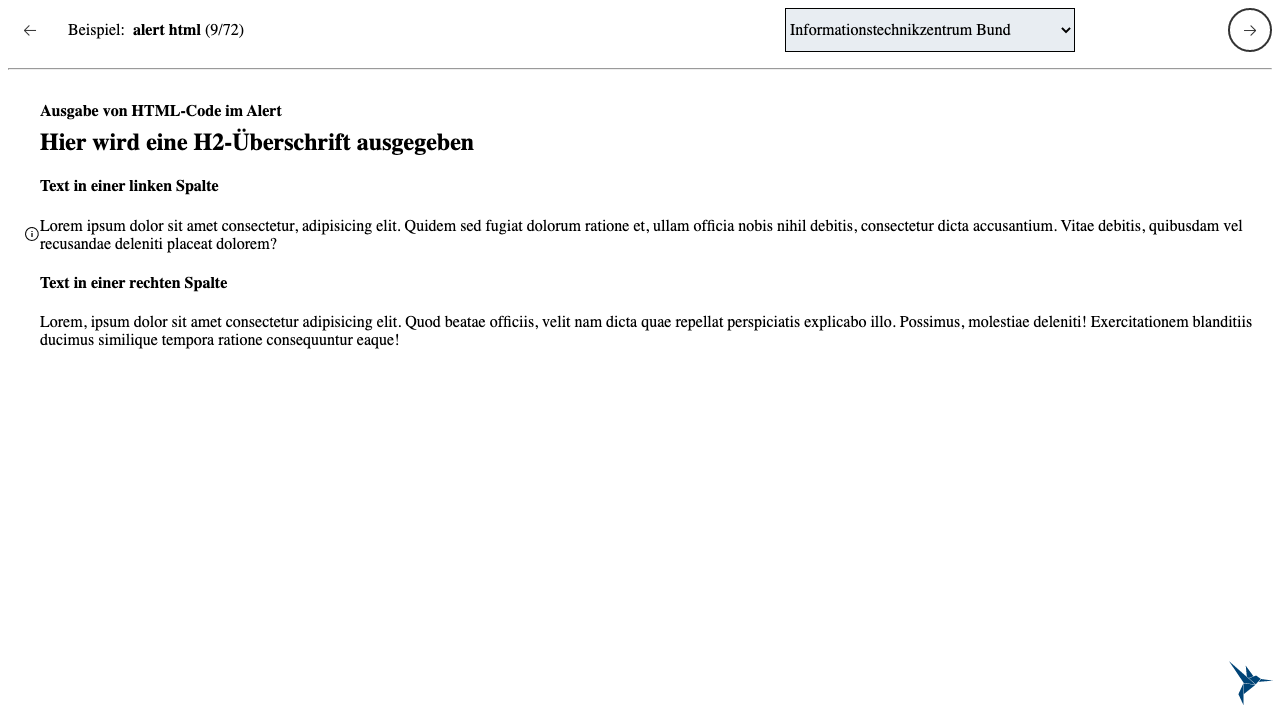 Beispiel: alert html (9/72)
Informationstechnikzentrum Bund
Ausgabe von HTML-Code im Alert
Hier wird eine H2-Überschrift ausgegeben
Text in einer linken Spalte
Lorem ipsum dolor sit amet consectetur, adipisicing elit. Quidem sed fugiat dolorum ratione et, ullam officia nobis nihil debitis, consectetur dicta accusantium. Vitae debitis, quibusdam vel
recusandae deleniti placeat dolorem?
Text in einer rechten Spalte
Lorem, ipsum dolor sit amet consectetur adipisicing elit. Quod beatae officiis, velit nam dicta quae repellat perspiciatis explicabo illo. Possimus, molestiae deleniti! Exercitationem blanditiis
ducimus similique tempora ratione consequuntur eaque!